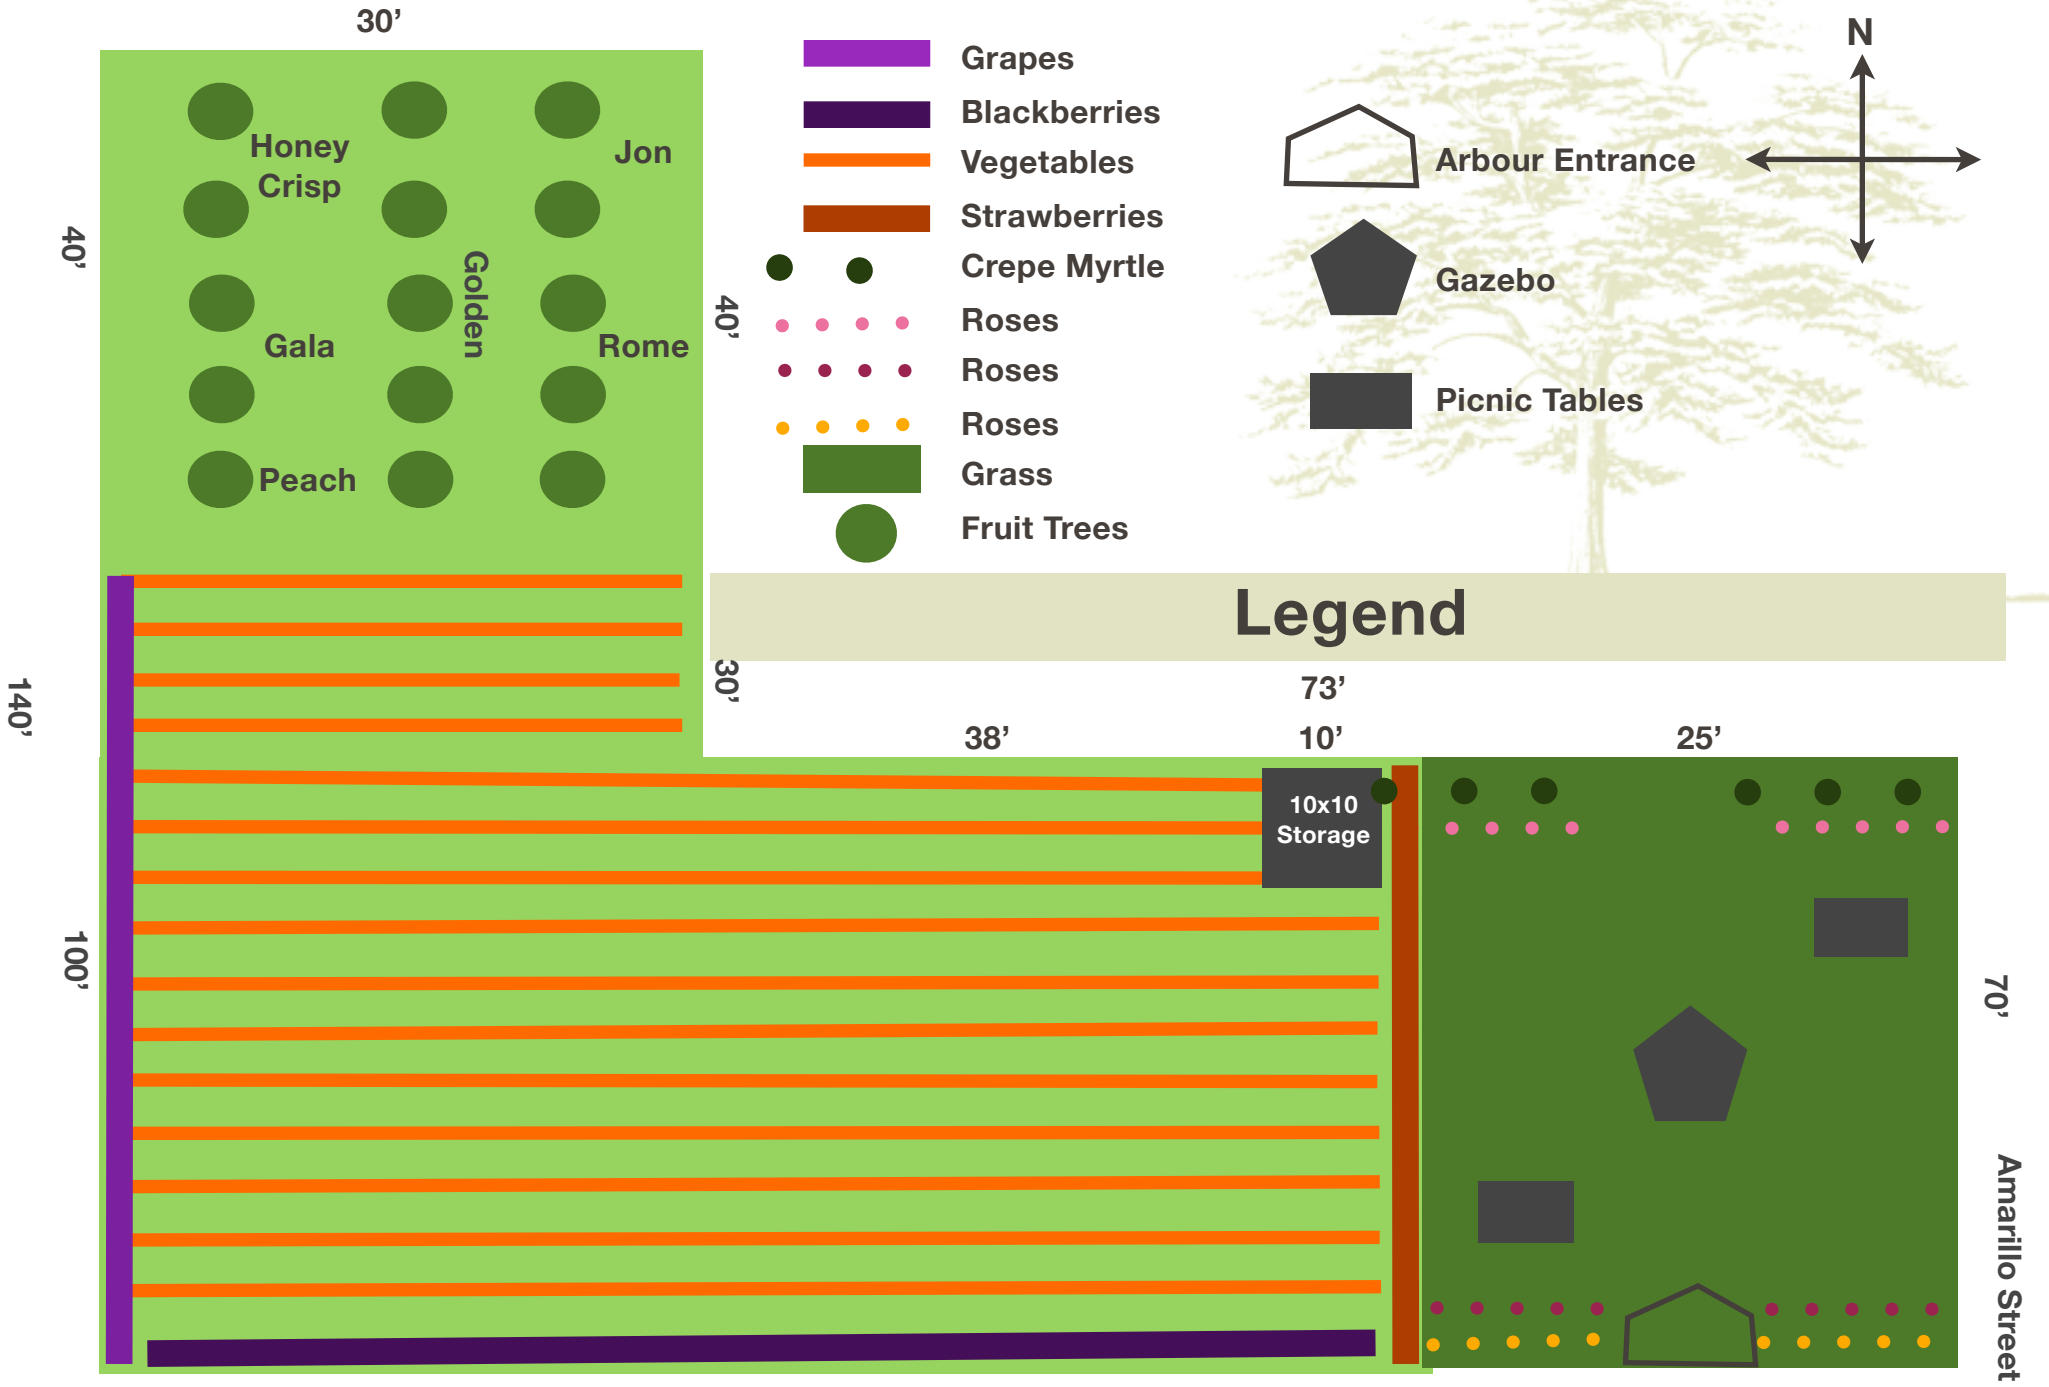 30’
Grapes
Blackberries
Vegetables
Strawberries
Crepe Myrtle
Roses
Roses
Roses
Grass
Fruit Trees
Arbour Entrance
Gazebo
Picnic Tables
N
Honey
Crisp
Jon
Golden
Gala
Rome
Peach
40’
40’
Legend
30’
73’
38’
10’
25’
140’
100’
10x10
Storage
70’
Amarillo Street